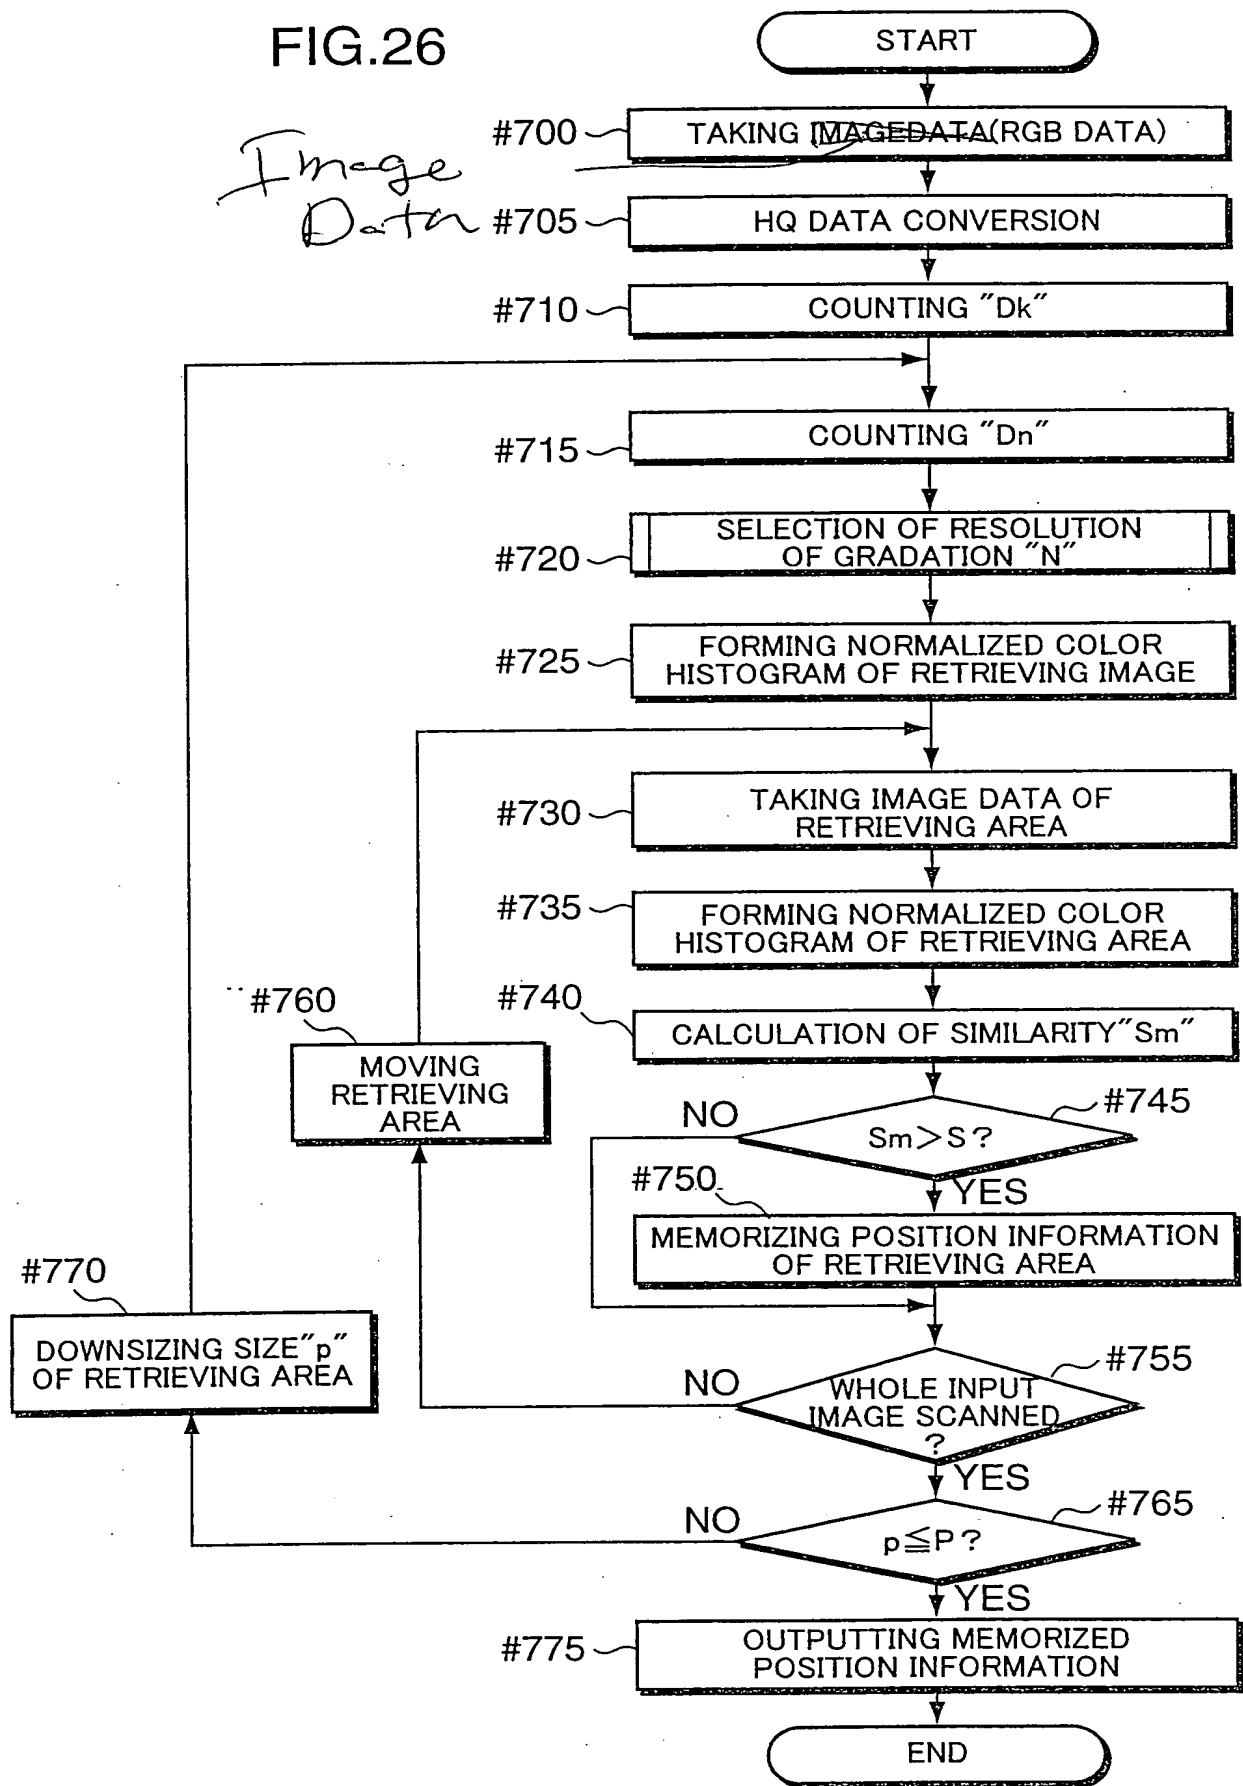 FIG.26
START
#700
TAKING IMAGEDATA(RGB DATA)
Image
Data
#705
HQ DATA CONVERSION
#710
COUNTING "Dk"
#715
COUNTING "Dn"
#720
SELECTION OF RESOLUTION
OF GRADATION "N"
#725
FORMING NORMALIZED COLOR
HISTOGRAM OF RETRIEVING IMAGE
#730
TAKING IMAGE DATA OF
RETRIEVING AREA
#735
FORMING NORMALIZED COLOR
HISTOGRAM OF RETRIEVING AREA
#740
CALCULATION OF SIMILARITY"Sm"
#760
MOVING
RETRIEVING
AREA
#745
NO
Sm>S?
YES
#750
MEMORIZING POSITION INFORMATION
OF RETRIEVING AREA
#770
DOWNSIZING SIZE"p"
OF RETRIEVING AREA
#755
NO
WHOLE INPUT
IMAGE SCANNED
?
YES
#765
NO
p≦P?
YES
#775
OUTPUTTING MEMORIZED
POSITION INFORMATION
END